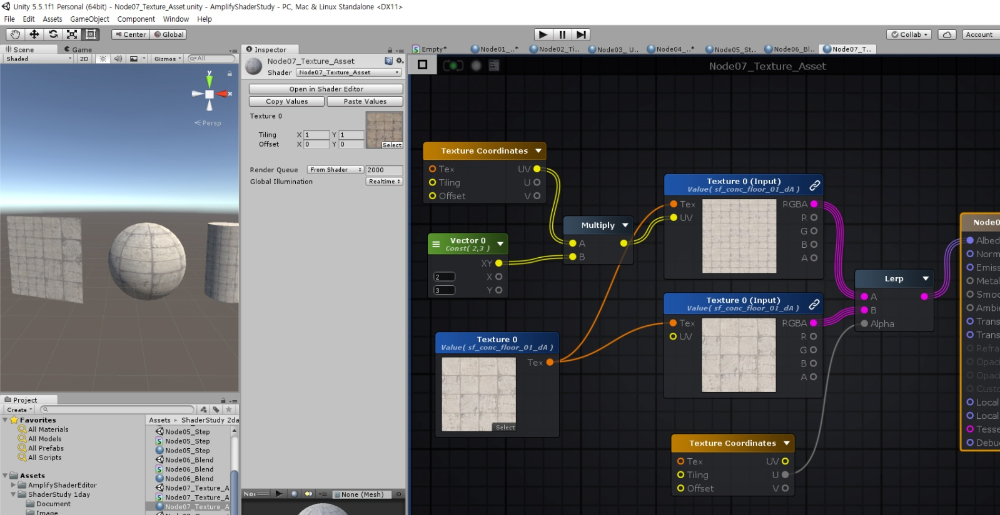 Unity 5.5.1f1 Personal (64bit) - Node07_Texture_Asset.unity - AmplifyShaderStudy - PC, Mac & Linux Standalone <DX11>
File Edit Assets GameObject Component Window Help
Center Global
Collab Account
Scene Game
Shaded 2D Gizmos All
y
x
Persp
Inspector
Node07_Texture_Asset
Shader Node07_Texture_Asset
Open in Shader Editor
Copy Values Paste Values
Texture 0
Tiling X 1 Y 1
Offset X 0 Y 0
Select
Render Queue From Shader 2000
Global Illumination Realtime
None (Mesh)
Empty* Node01_..* Node02_Ti.. Node03_ U.. Node04_..* Node05_St.. Node06_Bl.. Node07_T..
Node07_Texture_Asset
Texture Coordinates
Tex UV
Tiling U
Offset V
Multiply
A
B
Vector 0
Const( 2,3 )
XY
2 X
3 Y
Texture 0
Value( sf_conc_floor_01_dA )
Tex
Select
Texture 0 (Input)
Value( sf_conc_floor_01_dA )
Tex RGBA
UV R
G
B
A
Texture 0 (Input)
Value( sf_conc_floor_01_dA )
Tex RGBA
UV R
G
B
A
Lerp
A
B
Alpha
Texture Coordinates
Tex UV
Tiling U
Offset V
Node0
Albed
Norm
Emiss
Metal
Smoo
Ambie
Trans
Trans
Refra
Opac
Opac
Custo
Local
Local
Tesse
Debu
Project
Create
Favorites
All Materials
All Models
All Prefabs
All Scripts
Assets
AmplifyShaderEditor
ShaderStudy 1day
Document
Image
Assets ShaderStudy 2da
Node05_Step
Node05_Step
Node05_Step
Node06_Blend
Node06_Blend
Node06_Blend
Node07_Texture_A
Node07_Texture_A
Node07_Texture_A